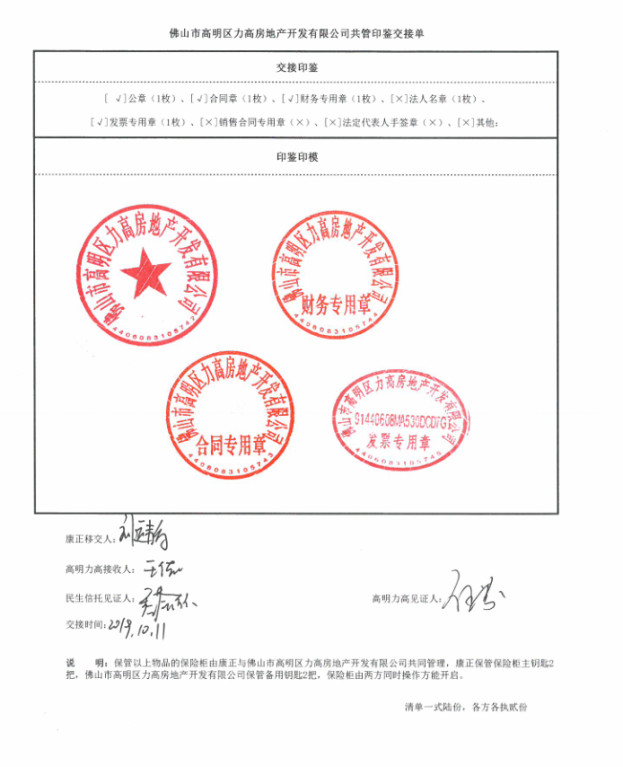 佛山市高明区力高房地产开发有限公司共管印鉴交接单
交接印鉴
[ √]公章（1枚）、[√]合同章（1枚）、[√]财务专用章（1枚）、[×]法人名章（1枚）、
[√]发票专用章（1枚）、[×]销售合同专用章（×）、[×]法定代表人手签章（×）、[×]其他：
印鉴印模
佛山市高明区力高房地产开发有限公司
佛山市高明区力高房地产开发有限公司
财务专用章
佛山市高明区力高房地产开发有限公司
合同专用章
4406083105743
佛山市高明区力高房地产开发有限公司
发票专用章
康正移交人：
高明力高接收人：
民生信托见证人：
高明力高见证人：
交接时间：2019.10.11
说 明：保管以上物品的保险柜由康正与佛山市高明区力高房地产开发有限公司共同管理，康正保管保险柜主钥匙2
把，佛山市高明区力高房地产开发有限公司保管备用钥匙2把，保险柜由两方同时操作方能开启。
清单一式陆份，各方各执贰份